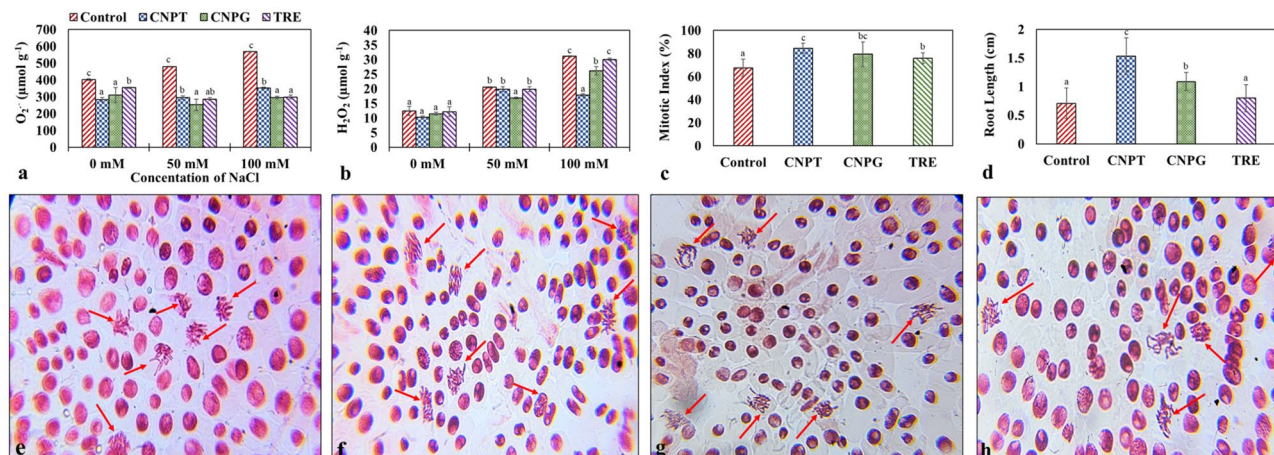 Control CNPT CNPG TRE
O₂·⁻ (µmol g⁻¹)
700
600
500
400
300
200
100
0
c
a
a
b
c
b
a
ab
c
b
a
a
0 mM 50 mM 100 mM
Concentration of NaCl
a
H₂O₂ (µmol g⁻¹)
40
35
30
25
20
15
10
5
0
a
a
a
a
b
b
a
b
c
a
b
c
0 mM 50 mM 100 mM
b
Mitotic Index (%)
100
80
60
40
20
0
a
c
bc
b
Control CNPT CNPG TRE
c
Root Length (cm)
2
1.5
1
0.5
0
a
c
b
a
Control CNPT CNPG TRE
d
e
f
g
h